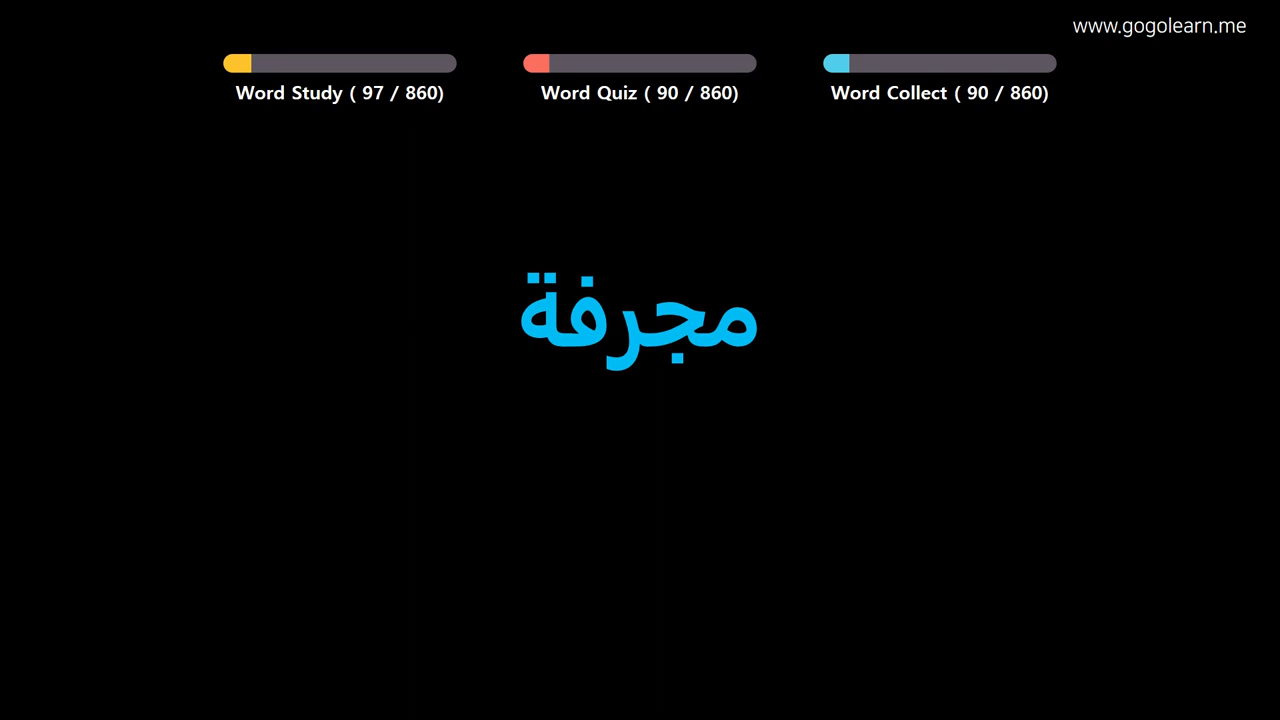 www.gogolearn.me
Word Study ( 97 / 860)
Word Quiz ( 90 / 860)
Word Collect ( 90 / 860)
مجرفة